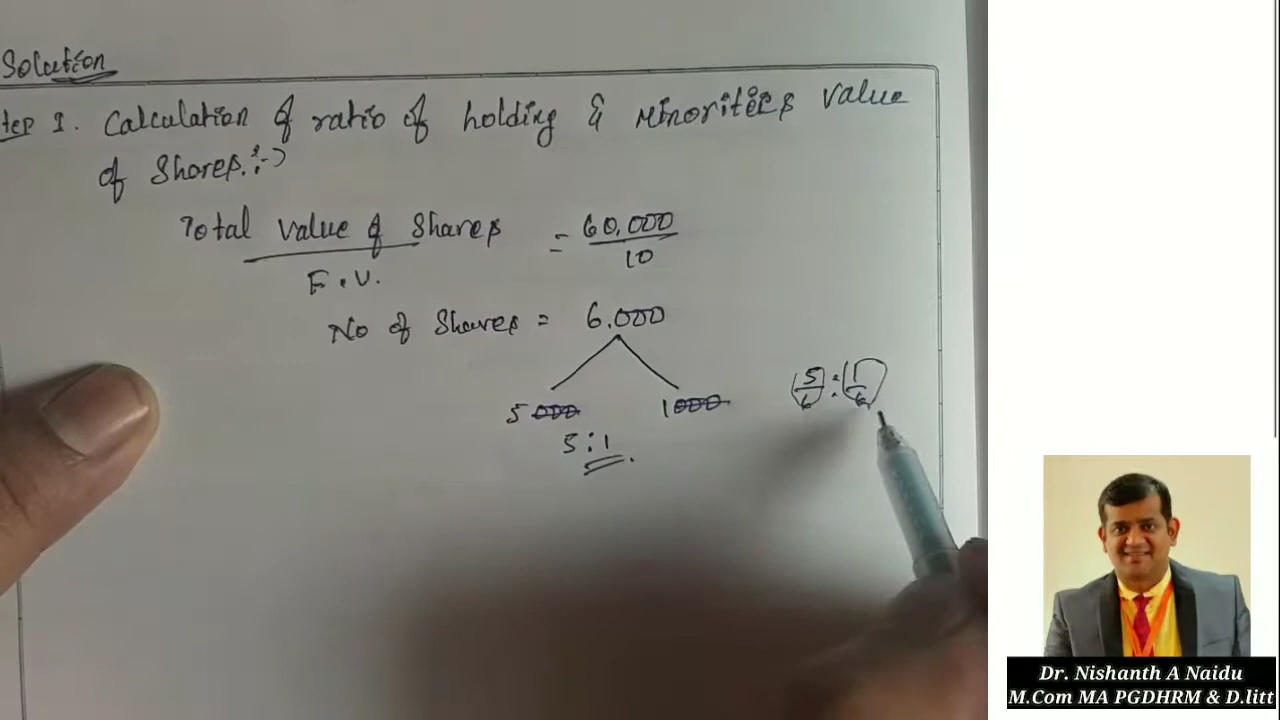 Solution
tep 1. Calculation of ratio of holding & Minorities value
of Shares :-
Total value of Shares = 60,000
F.V. 10
No of Shares = 6,000
5000 1000 5/6 : 1/6
5 : 1
Dr. Nishanth A Naidu
M.Com MA PGDHRM & D.litt